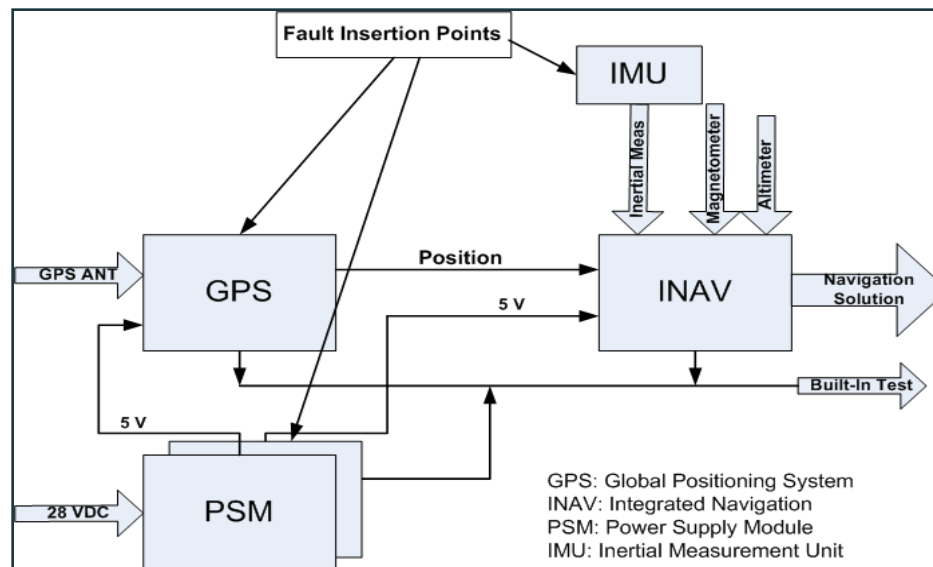 Fault Insertion Points
IMU
Inertial Meas
Magnetometer
Altimeter
GPS ANT
GPS
Position
INAV
Navigation
Solution
5 V
Built-In Test
5 V
28 VDC
PSM
GPS: Global Positioning System
INAV: Integrated Navigation
PSM: Power Supply Module
IMU: Inertial Measurement Unit